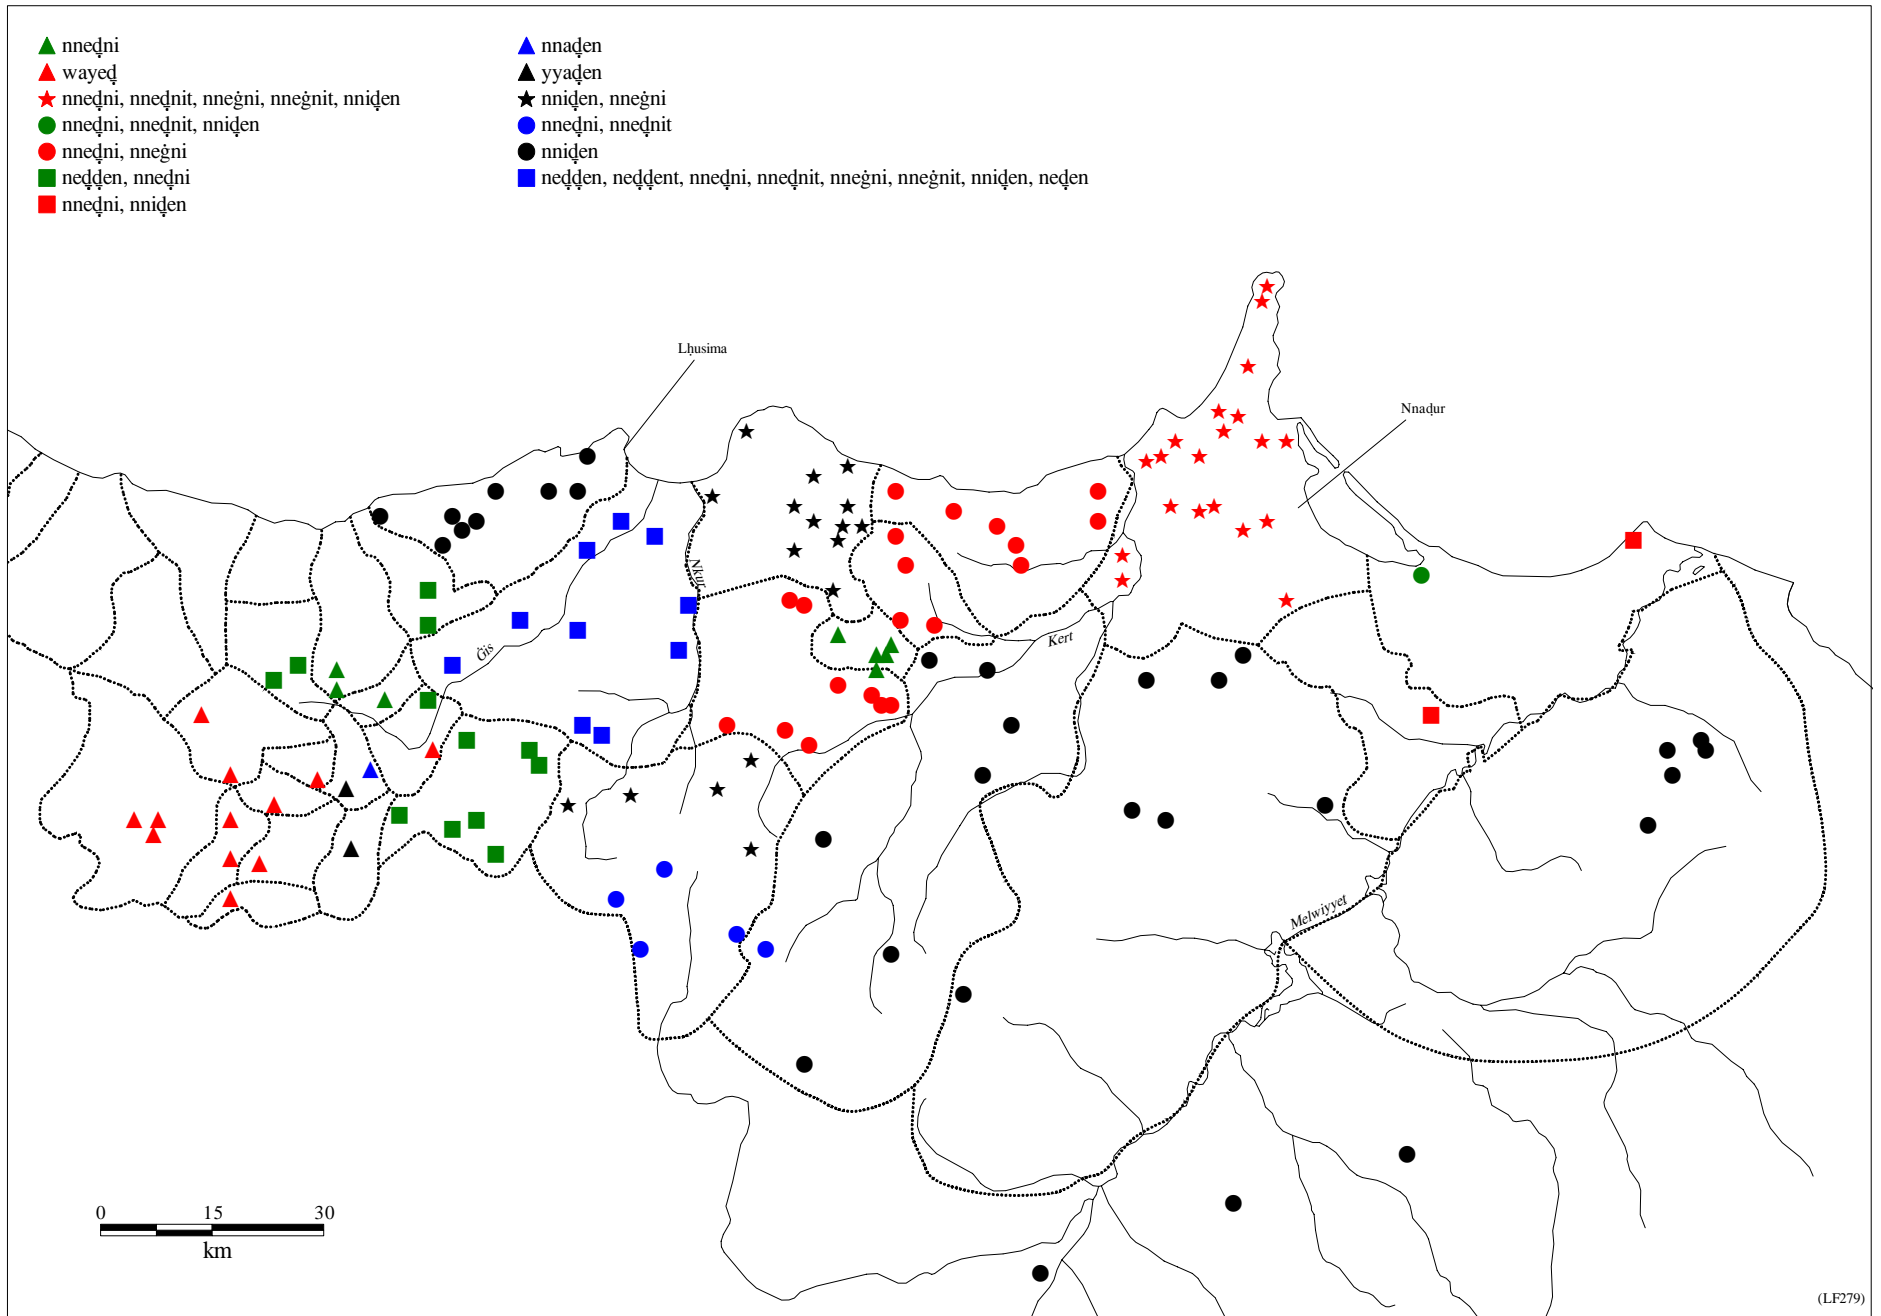 nneḍni
wayeḍ
nneḍni, nneḍnit, nneġni, nneġnit, nniḍen
nneḍni, nneḍnit, nniḍen
nneḍni, nneġni
neḍḍen, nneḍni
nneḍni, nniḍen
nnaḍen
yyaḍen
nniḍen, nneġni
nneḍni, nneḍnit
nniḍen
neḍḍen, neḍḍent, nneḍni, nneḍnit, nneġni, nneġnit, nniḍen, neḍen
Lḥusima
Nnaḍur
Nkur
Ġis
Kert
Melwiyyet
0 15 30
km
(LF279)